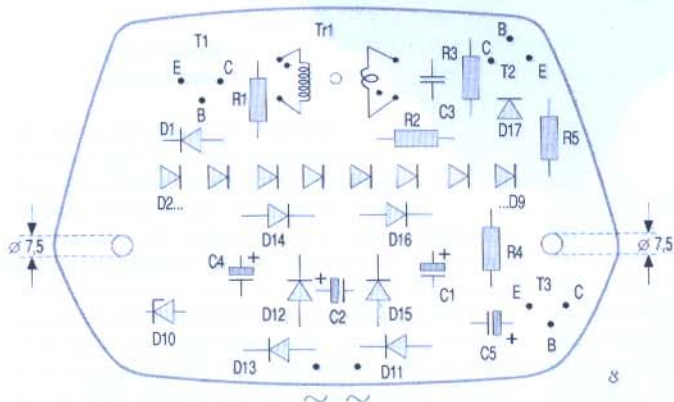 T1 Tr1 R3 B
E C R1 C T2 E
B C3
D1 R2 D17 R5
D2... ...D9
D14 D16
ø 7,5 ø 7,5
C4 + + C1 R4
E T3 C
D12 + C2 D15 B
D10 C5 +
D13 D11
∼ ∼
8